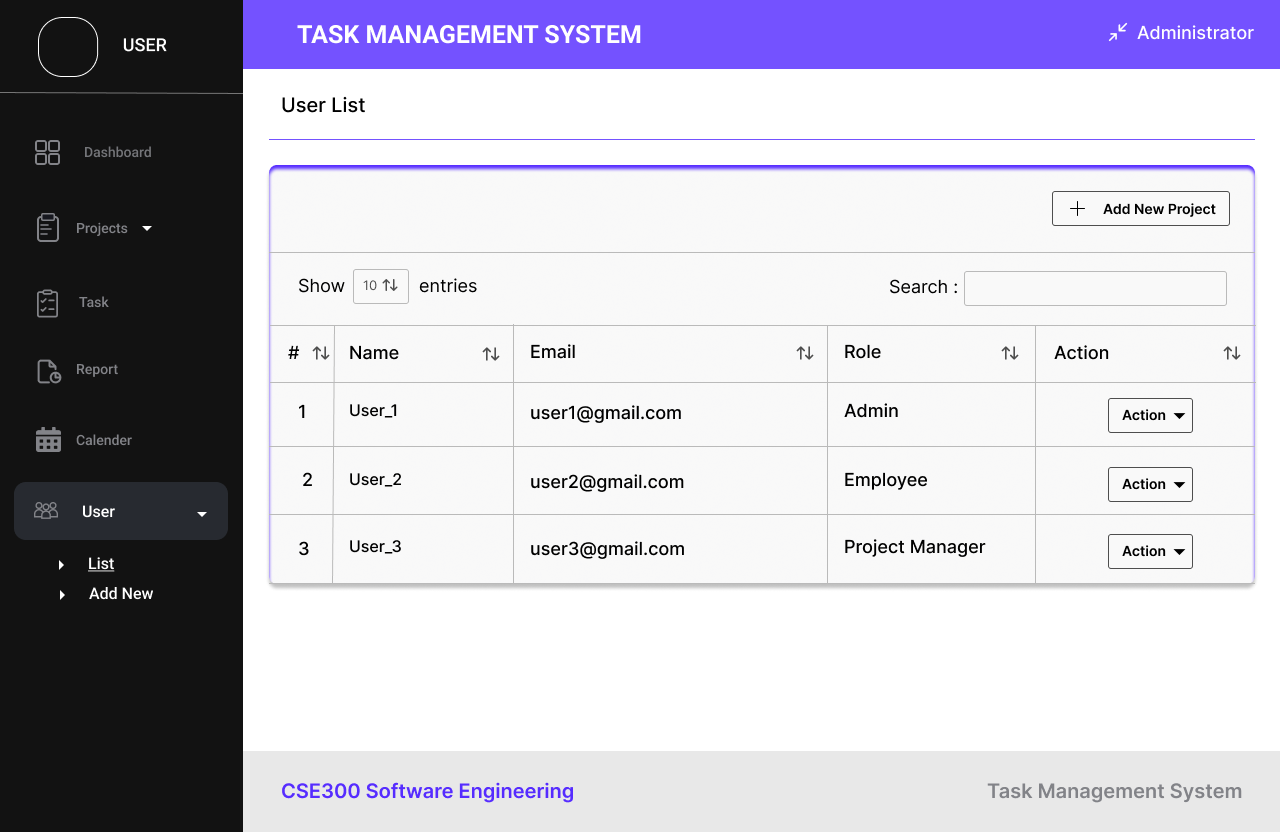 USER
TASK MANAGEMENT SYSTEM
Administrator
Dashboard
Projects
Task
Report
Calender
User
List
Add New
User List
Add New Project
Show 10 entries
Search :
# Name Email Role Action
1 User_1 user1@gmail.com Admin Action
2 User_2 user2@gmail.com Employee Action
3 User_3 user3@gmail.com Project Manager Action
CSE300 Software Engineering
Task Management System